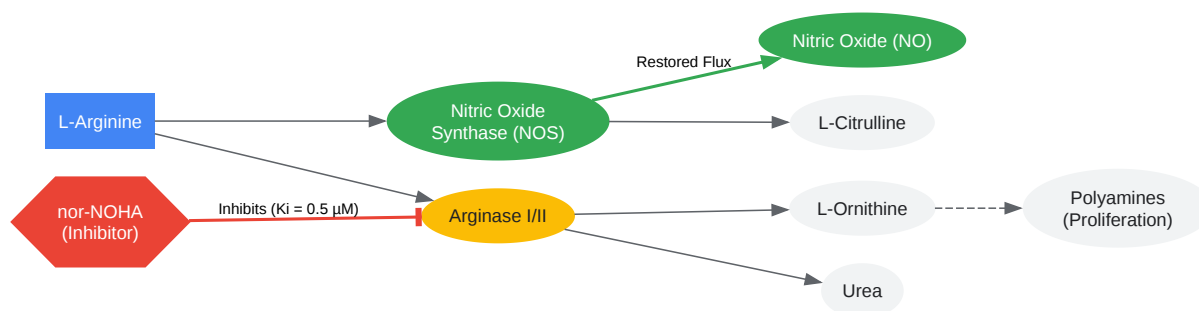 Nitric Oxide (NO)
Restored Flux
L-Arginine
Nitric Oxide
Synthase (NOS)
L-Citrulline
nor-NOHA
(Inhibitor)
Inhibits (Ki = 0.5 µM)
Arginase I/II
L-Ornithine
Polyamines
(Proliferation)
Urea